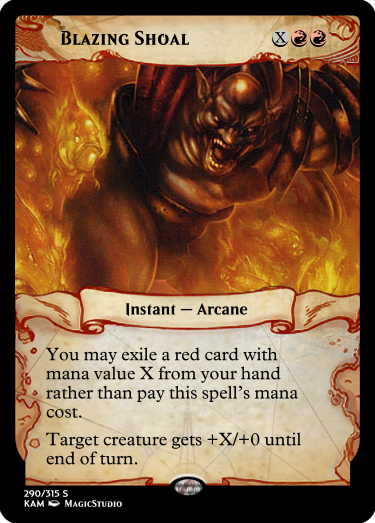 Blazing Shoal X
Instant — Arcane
You may exile a red card with
mana value X from your hand
rather than pay this spell's mana
cost.
Target creature gets +X/+0 until
end of turn.
290/315 S
KAM MagicStudio